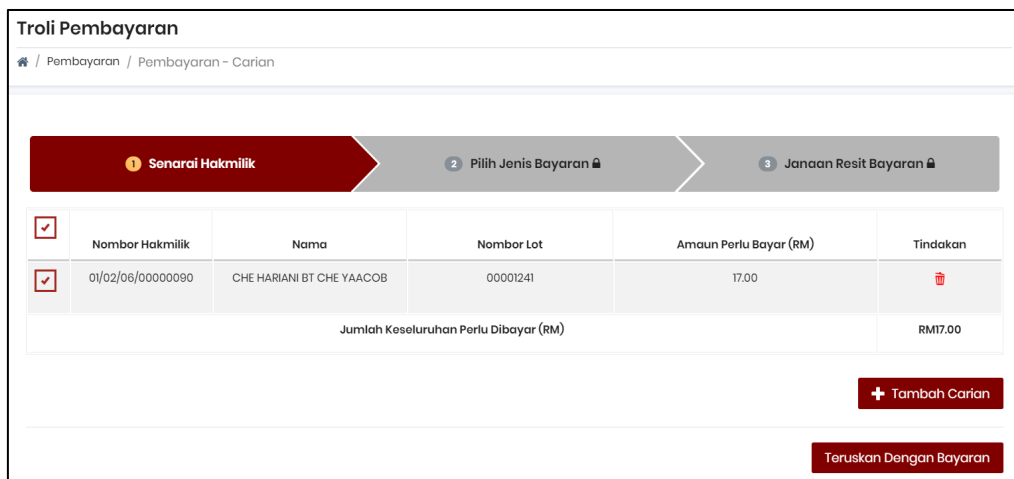 Troli Pembayaran
/ Pembayaran / Pembayaran - Carian
1 Senarai Hakmilik
2 Pilih Jenis Bayaran
3 Janaan Resit Bayaran
Nombor Hakmilik Nama Nombor Lot Amaun Perlu Bayar (RM) Tindakan
01/02/06/00000090 CHE HARIANI BT CHE YAACOB 00001241 17.00
Jumlah Keseluruhan Perlu Dibayar (RM) RM17.00
+ Tambah Carian
Teruskan Dengan Bayaran